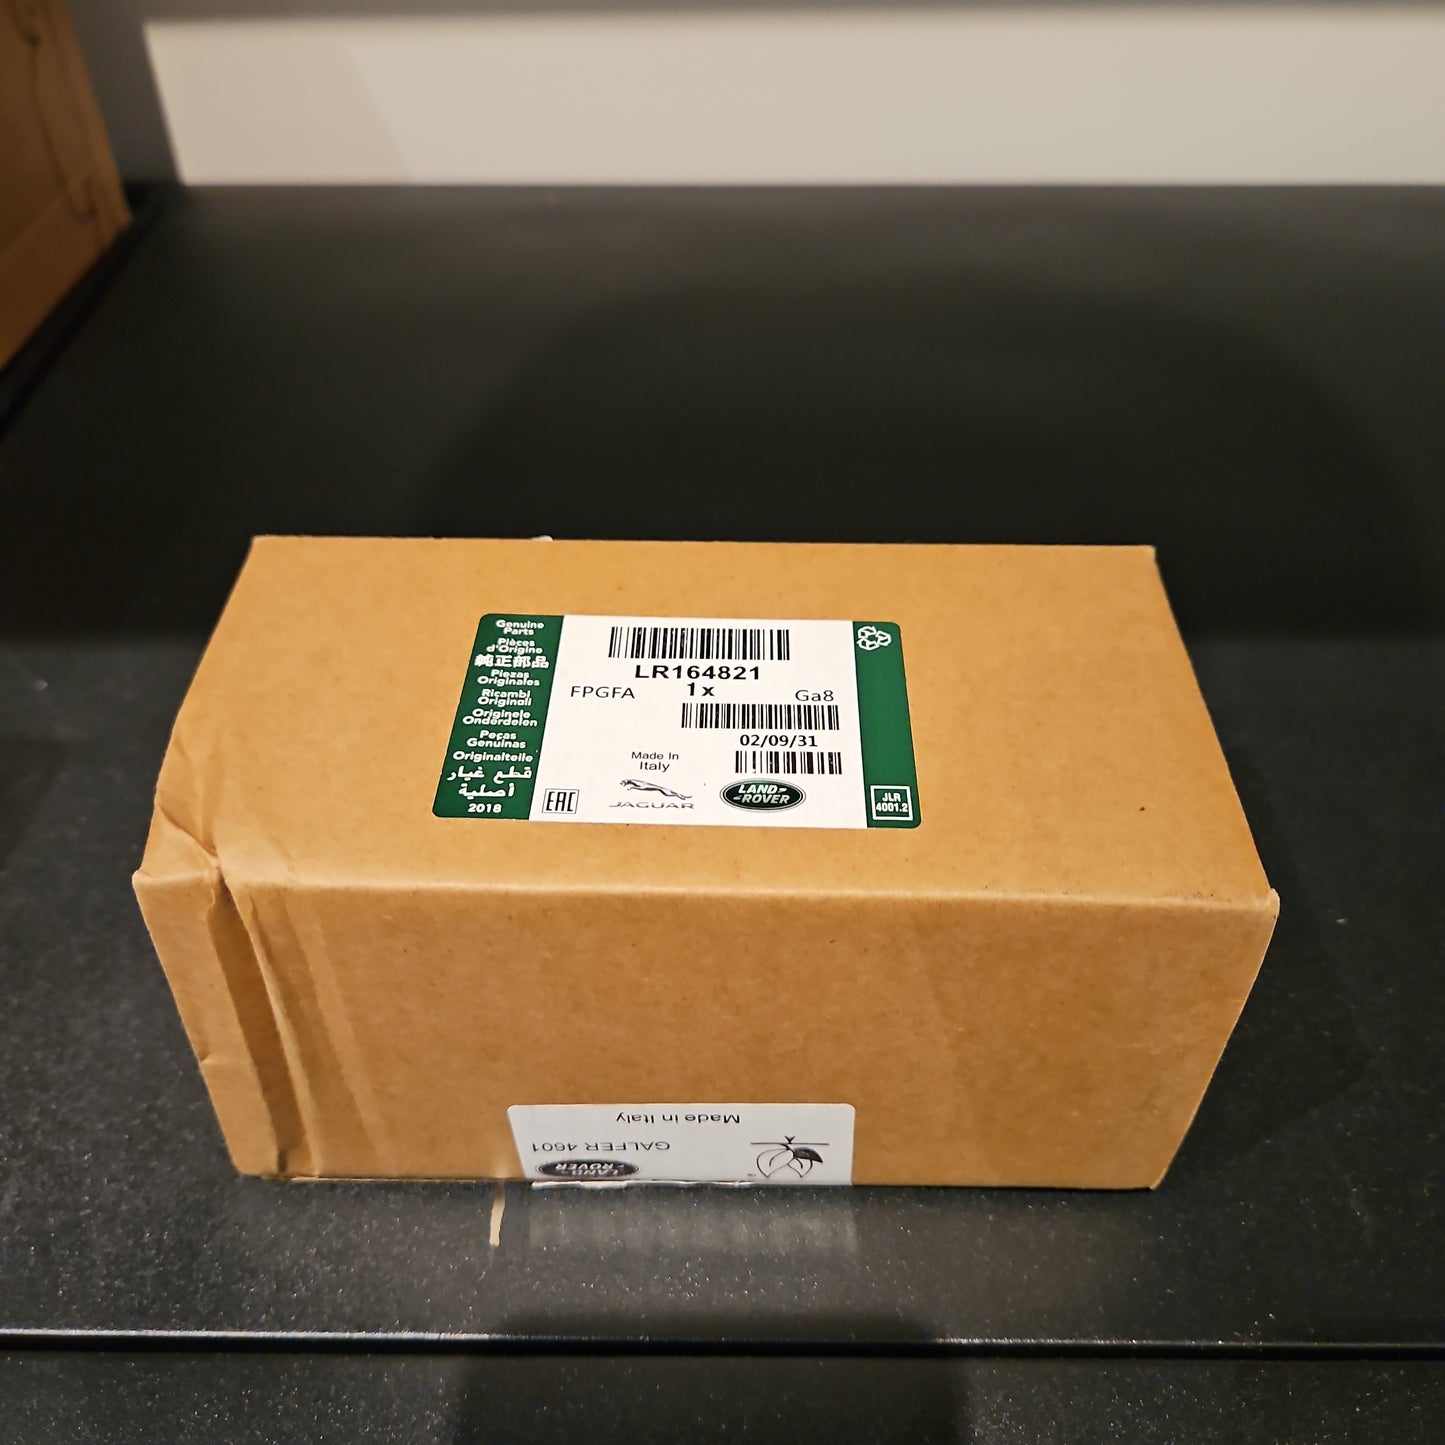 Genuine
Parts
Pièces
d'Origine
純正部品
Piezas
Originales
Ricambi
Originali
Originele
Onderdelen
Peças
Genuínas
Originalteile
قطع غيار
أصلية
2018
LR164821
FPGFA 1x Ga8
02/09/31
Made In
Italy
EAC
JAGUAR
LAND-
-ROVER
JLR
4001.2
Made in Italy
GALFER 4601
LAND-
-ROVER